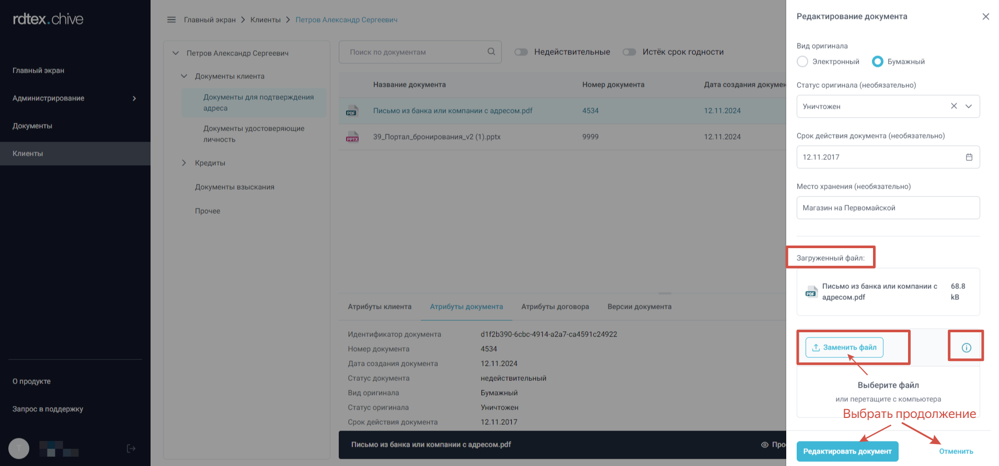 rdtex.chive
Главный экран
Администрирование
Документы
Клиенты
О продукте
Запрос в поддержку
T
Главный экран > Клиенты > Петров Александр Сергеевич
Петров Александр Сергеевич
Документы клиента
Документы для подтверждения
адреса
Документы удостоверяющие
личность
Кредиты
Документы взыскания
Прочее
Поиск по документам
Недействительные
Истёк срок годности
Название документа Номер документа Дата создания докумен
PDF Письмо из банка или компании с адресом.pdf 4534 12.11.2024
PPTX 39_Портал_бронирования_v2 (1).pptx 9999 12.11.2024
Атрибуты клиента Атрибуты документа Атрибуты договора Версии документа
Идентификатор документа d1f2b390-6cbc-4914-a2a7-ca4591c24922
Номер документа 4534
Дата создания документа 12.11.2024
Статус документа недействительный
Вид оригинала Бумажный
Статус оригинала Уничтожен
Срок действия документа 12.11.2017
Письмо из банка или компании с адресом.pdf Про
Редактирование документа
Вид оригинала
Электронный Бумажный
Статус оригинала (необязательно)
Уничтожен
Срок действия документа (необязательно)
12.11.2017
Место хранения (необязательно)
Магазин на Первомайской
Загруженный файл:
PDF Письмо из банка или компании с 68.8
адресом.pdf kB
Заменить файл
Выберите файл
или перетащите с компьютера
Выбрать продолжение
Редактировать документ Отменить